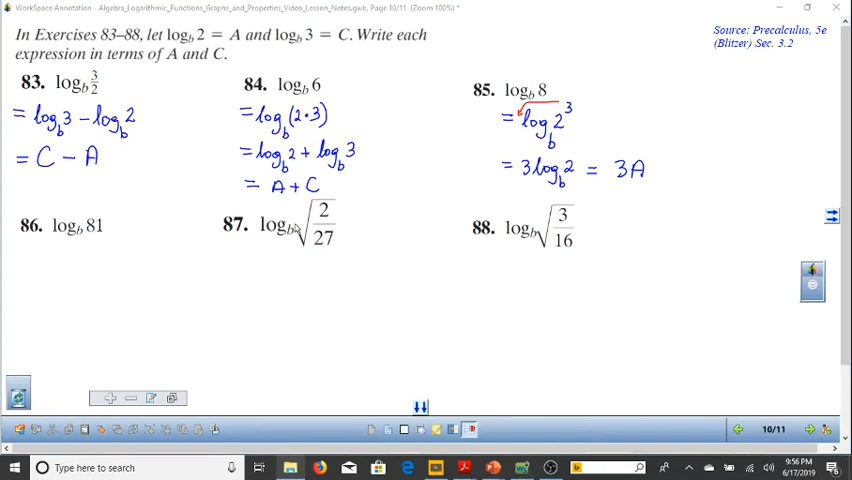 WorkSpace Annotation - Algebra_Logarithmic_Functions_Graphs_and_Properties_Video_Lesson_Notes.gwb, Page 10/11 (Zoom 100%) *
In Exercises 83–88, let log_b 2 = A and log_b 3 = C. Write each
expression in terms of A and C.
Source: Precalculus, 5e
(Blitzer) Sec. 3.2
83. log_b 3/2
= log_b 3 - log_b 2
= C - A
84. log_b 6
= log_b (2·3)
= log_b 2 + log_b 3
= A + C
85. log_b 8
= log_b 2^3
= 3 log_b 2 = 3A
86. log_b 81
87. log_b √(2/27)
88. log_b √(3/16)
10/11
Type here to search
9:56 PM
6/17/2019